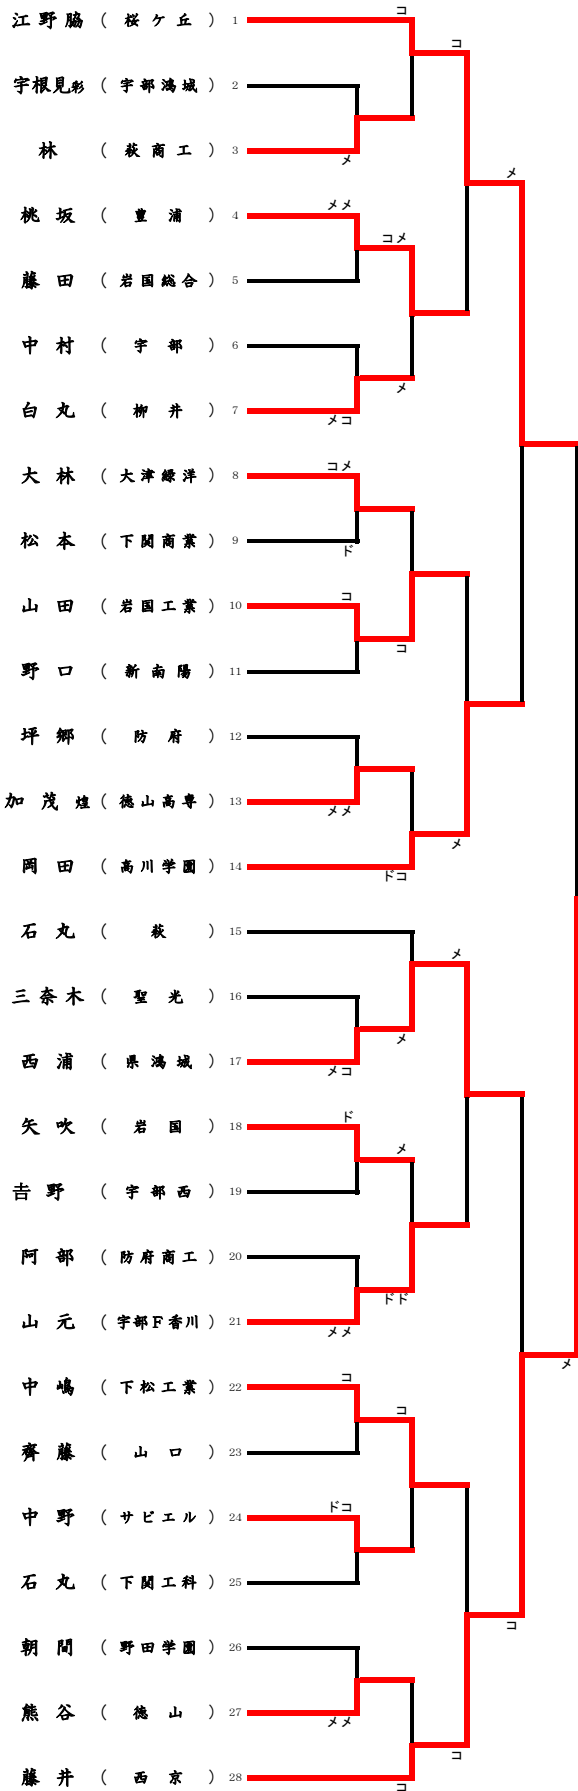 コ
江野脇 ( 桜ケ丘 ) 1
コ
宇根見彩 ( 宇部鴻城 ) 2
林 ( 萩商工 ) 3
メ
メ
メメ
桃坂 ( 豊浦 ) 4
コメ
藤田 ( 岩国総合 ) 5
中村 ( 宇部 ) 6
メ
白丸 ( 柳井 ) 7
メコ
コメ
大林 ( 大津緑洋 ) 8
松本 ( 下関商業 ) 9
ド
コ
山田 ( 岩国工業 ) 10
コ
野口 ( 新南陽 ) 11
坪郷 ( 防府 ) 12
加茂煌 ( 徳山高専 ) 13
メメ
メ
岡田 ( 高川学園 ) 14
ドコ
石丸 ( 萩 ) 15
メ
三奈木 ( 聖光 ) 16
メ
西浦 ( 県鴻城 ) 17
メコ
ド
矢吹 ( 岩国 ) 18
メ
𠮷野 ( 宇部西 ) 19
阿部 ( 防府商工 ) 20
ドド
山元 ( 宇部F香川 ) 21
メメ
メ
コ
中嶋 ( 下松工業 ) 22
コ
齊藤 ( 山口 ) 23
ドコ
中野 ( サビエル ) 24
石丸 ( 下関工科 ) 25
コ
朝間 ( 野田学園 ) 26
熊谷 ( 徳山 ) 27
メメ
コ
藤井 ( 西京 ) 28
コ